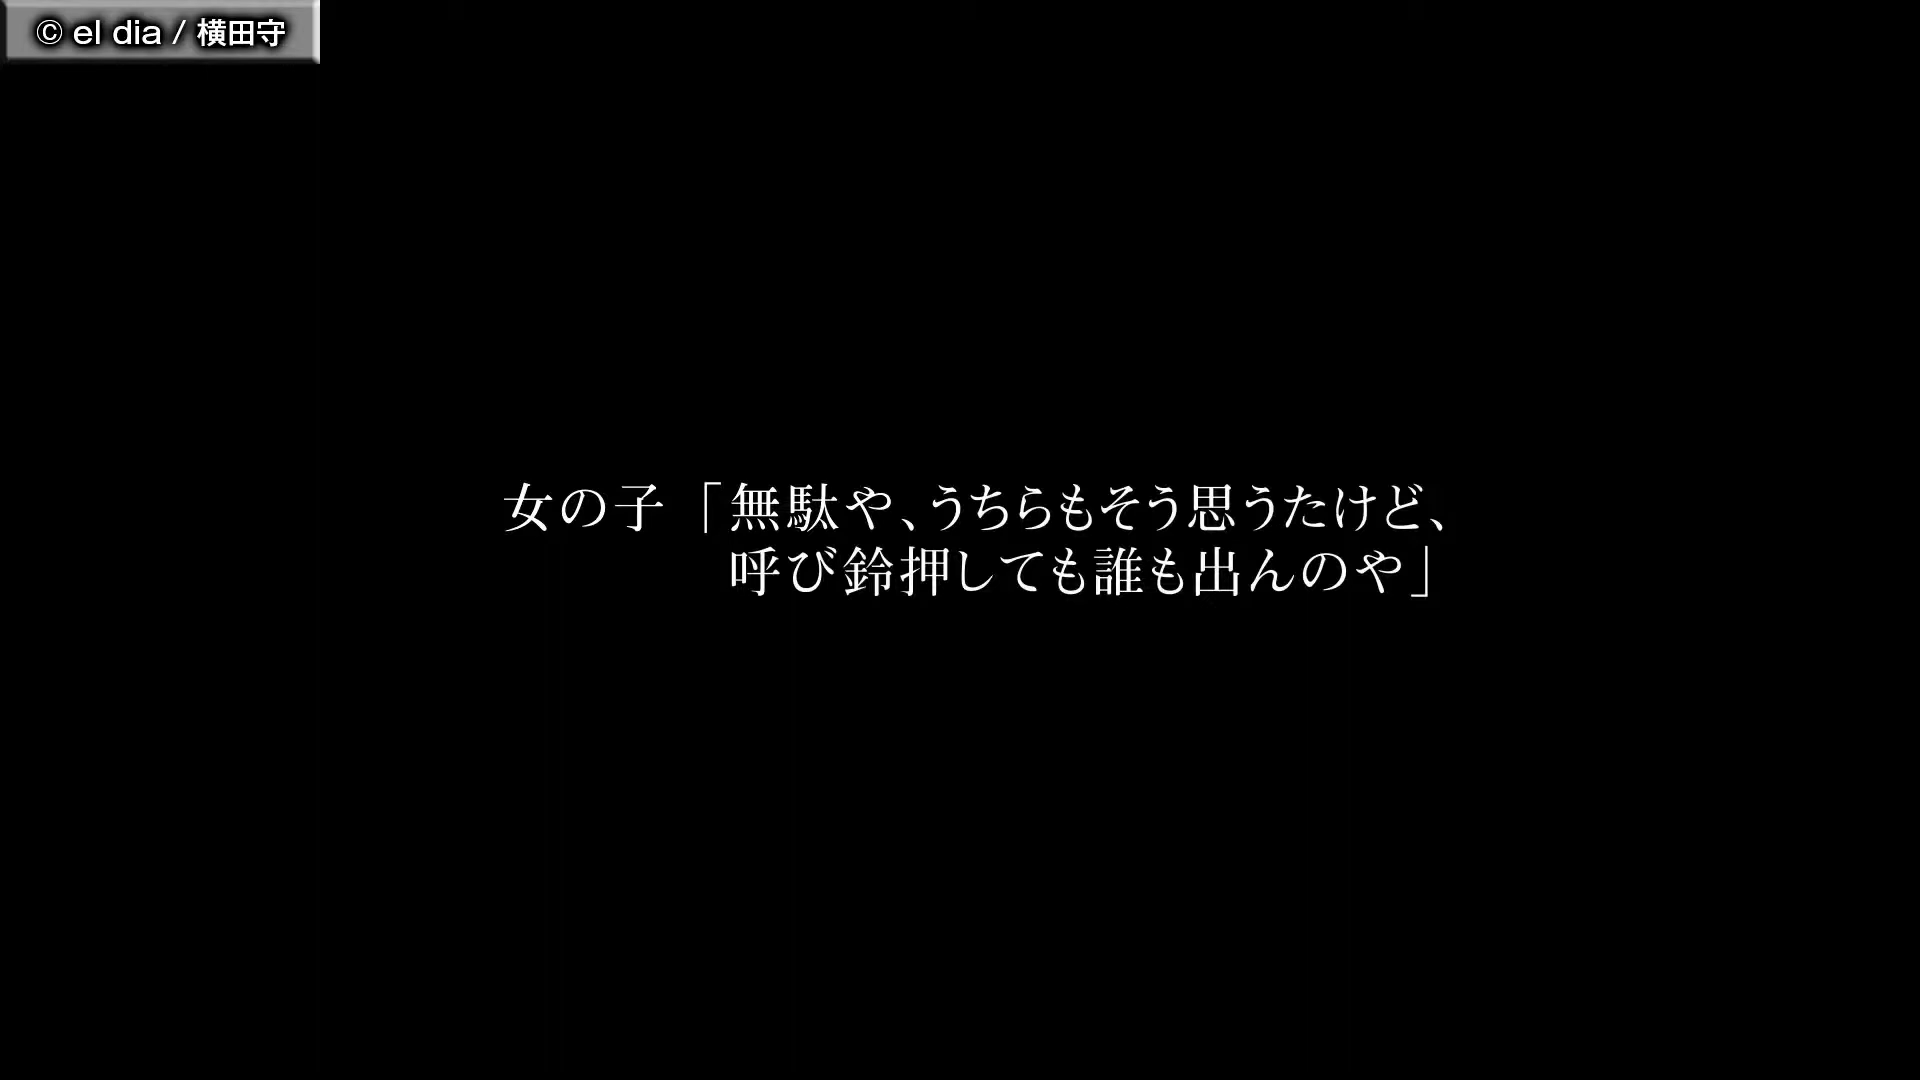 © el dia / 横田守
女の子「無駄や、うちらもそう思うたけど、
呼び鈴押しても誰も出んのや」